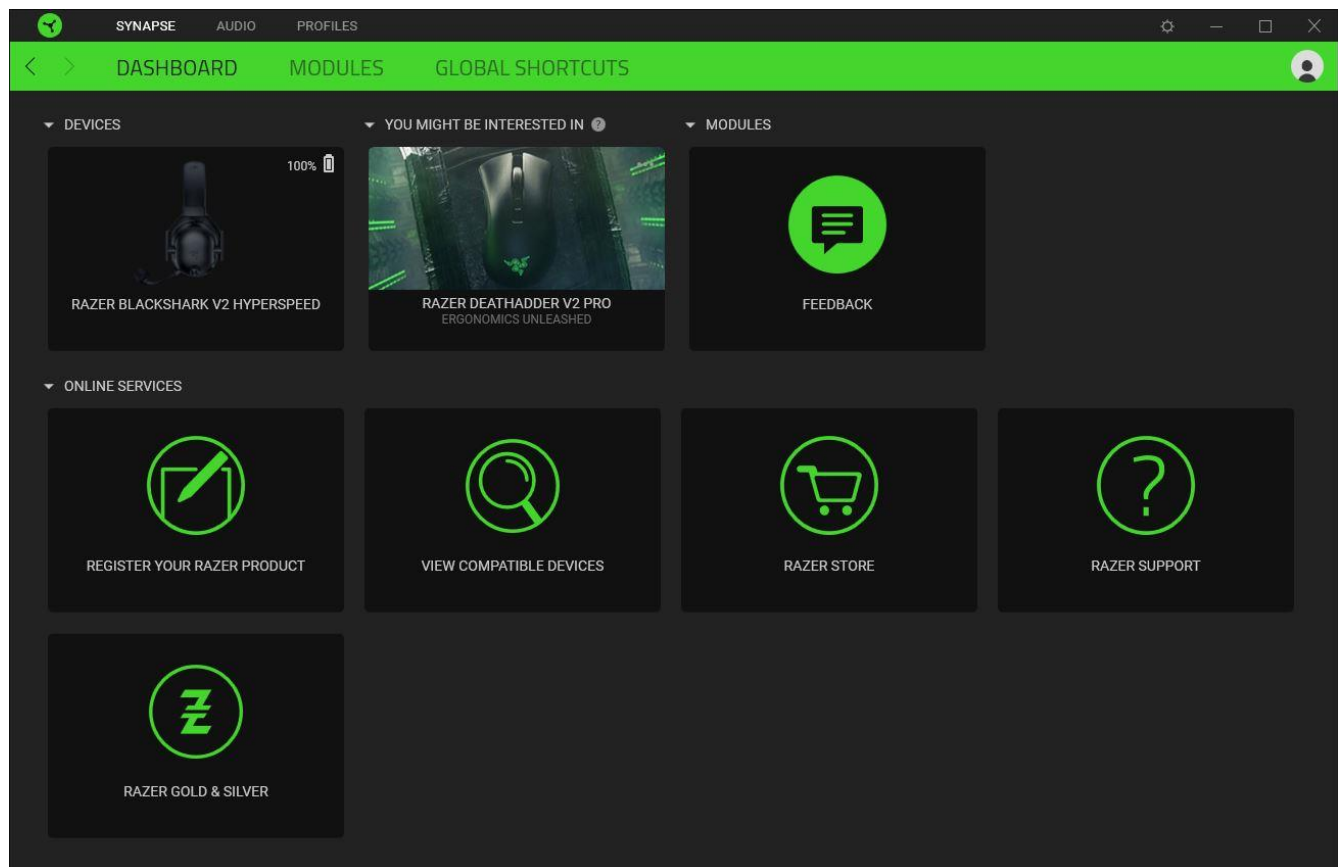 SYNAPSE AUDIO PROFILES
DASHBOARD MODULES GLOBAL SHORTCUTS
DEVICES
100%
RAZER BLACKSHARK V2 HYPERSPEED
YOU MIGHT BE INTERESTED IN ?
RAZER DEATHADDER V2 PRO
ERGONOMICS UNLEASHED
MODULES
FEEDBACK
ONLINE SERVICES
REGISTER YOUR RAZER PRODUCT
VIEW COMPATIBLE DEVICES
RAZER STORE
?
RAZER SUPPORT
RAZER GOLD & SILVER